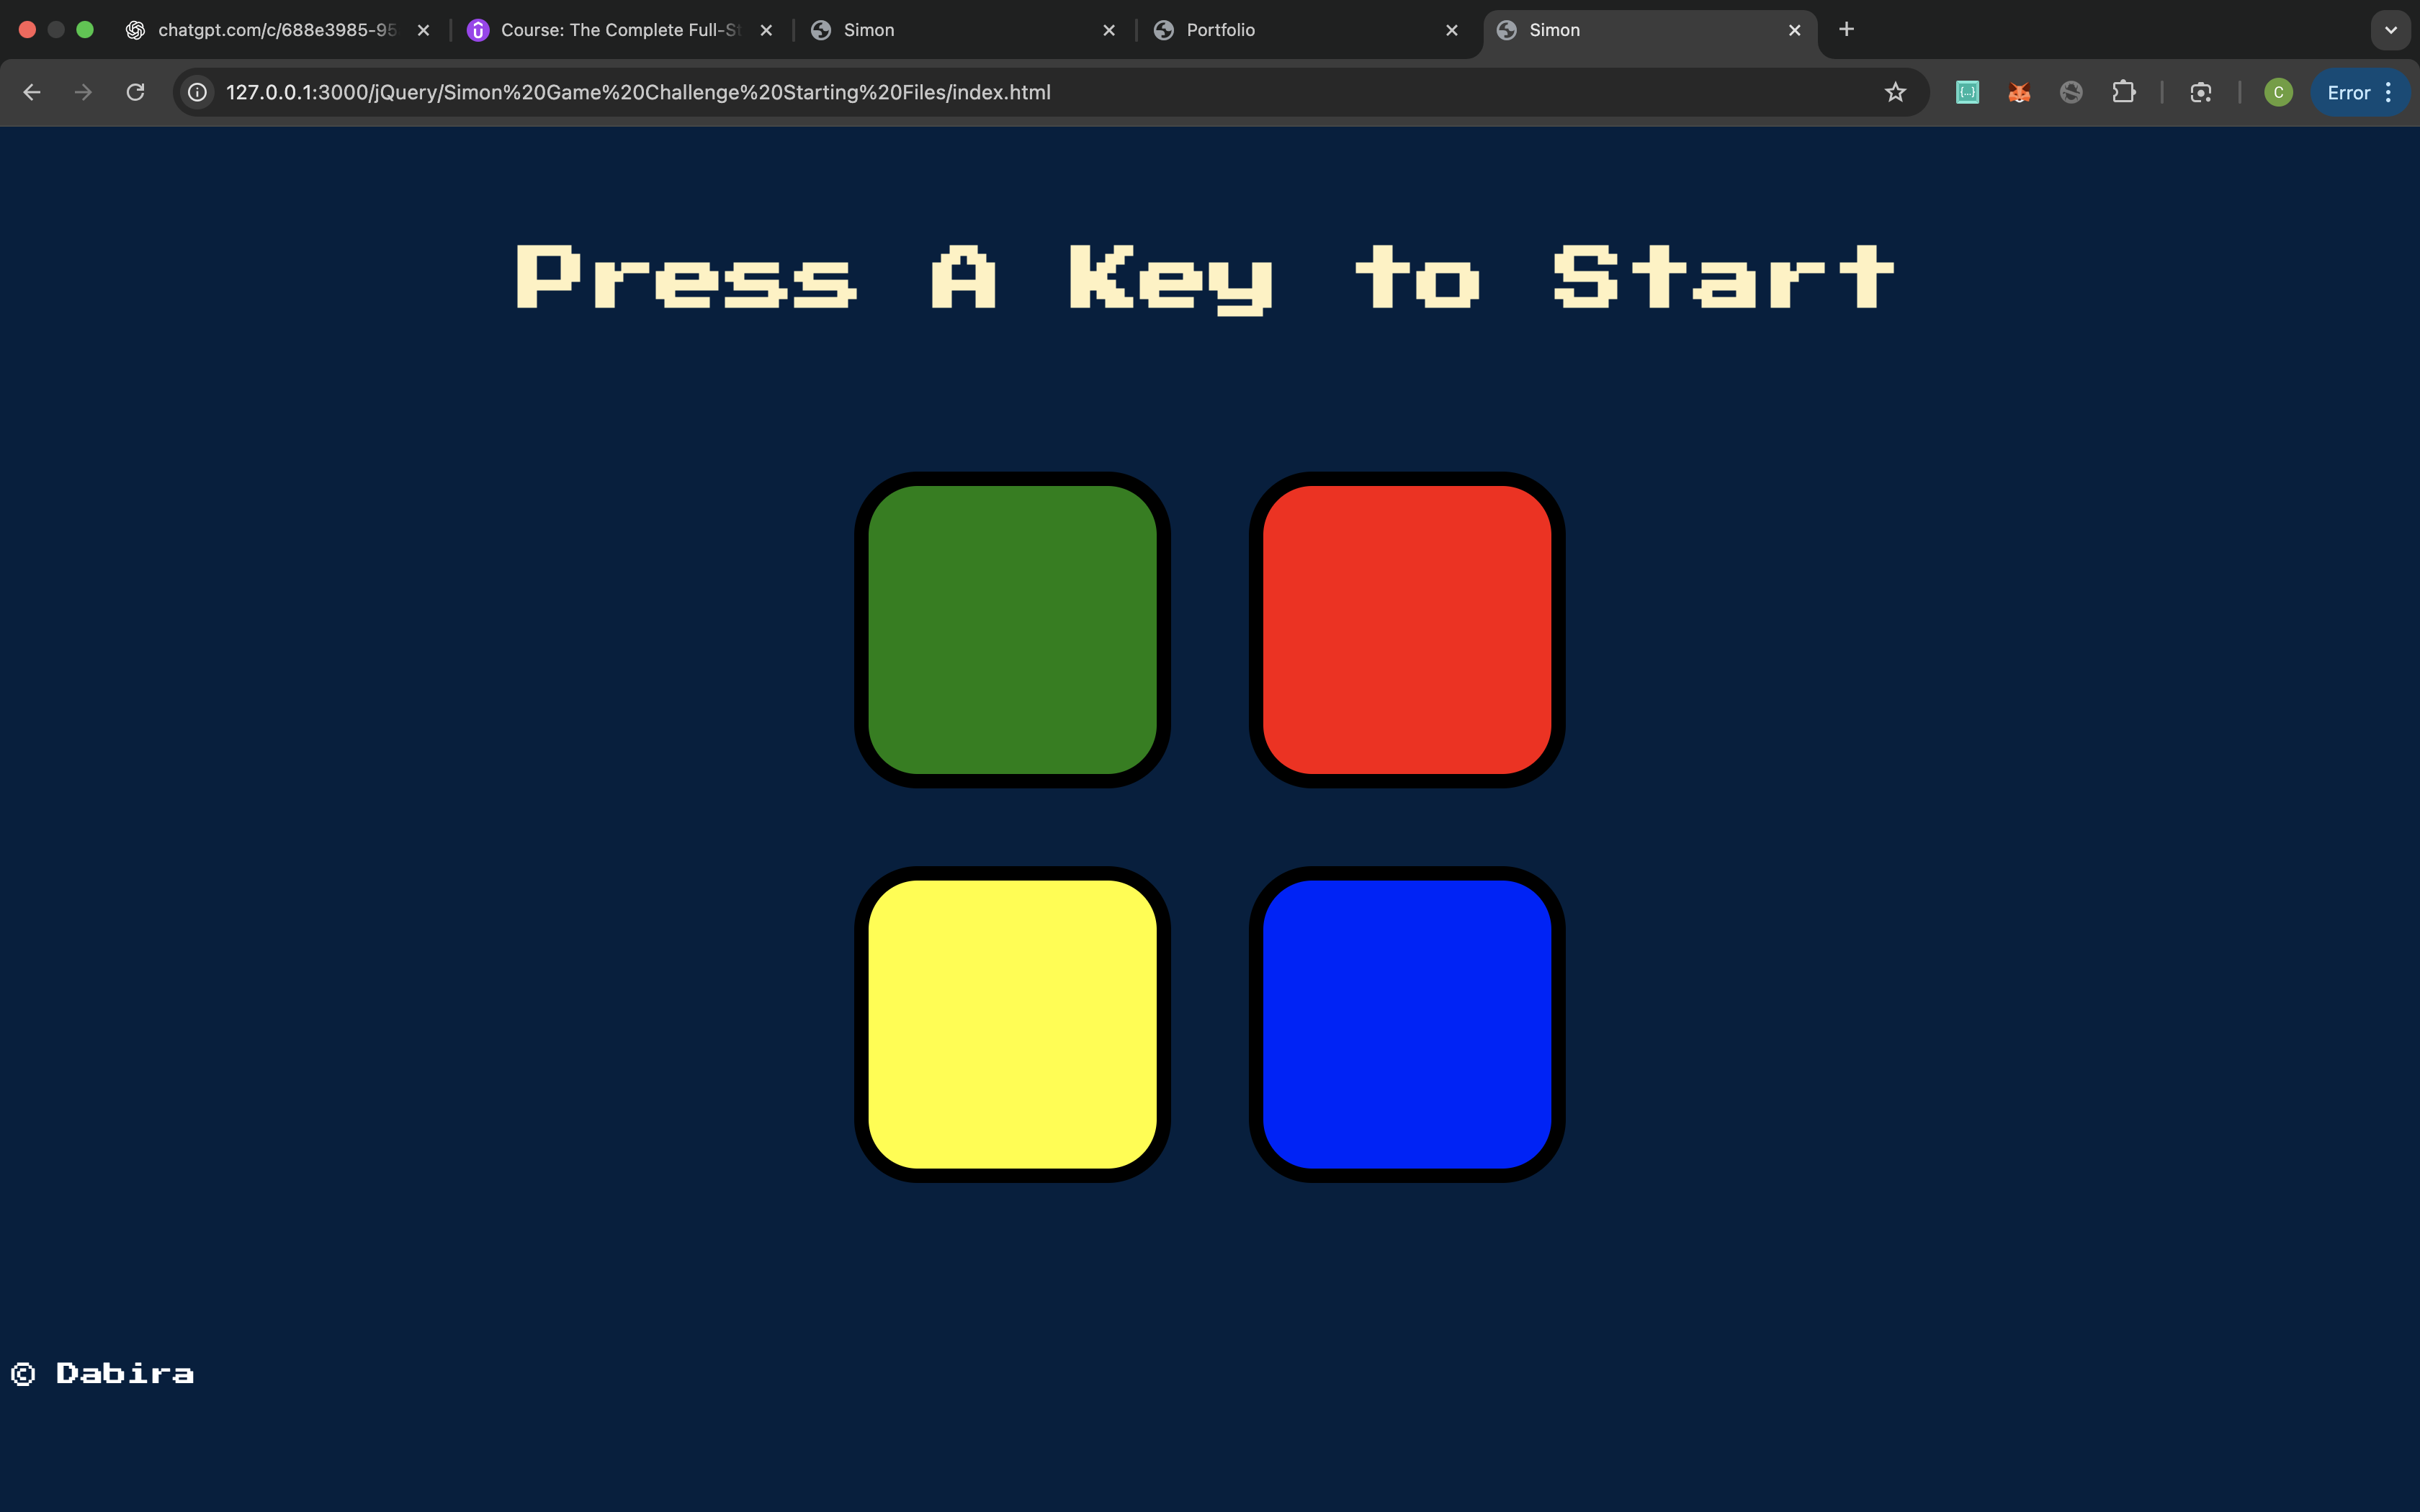 chatgpt.com/c/688e3985-95
Course: The Complete Full-St
Simon
Portfolio
Simon
127.0.0.1:3000/jQuery/Simon%20Game%20Challenge%20Starting%20Files/index.html
{...}
C
Error
Press A Key to Start
© Dabira